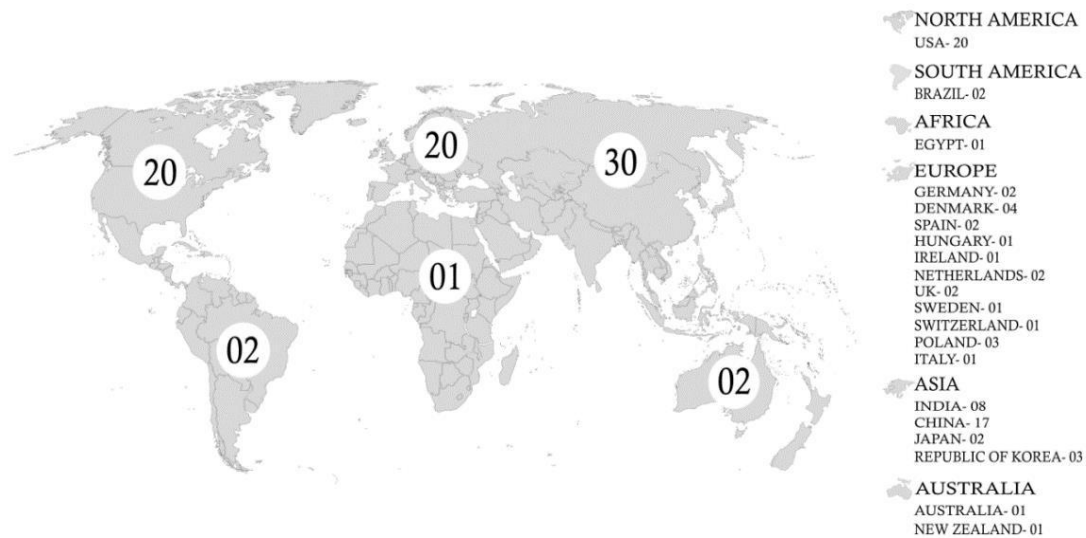 20
20
30
01
02
02
NORTH AMERICA
USA- 20
SOUTH AMERICA
BRAZIL- 02
AFRICA
EGYPT- 01
EUROPE
GERMANY- 02
DENMARK- 04
SPAIN- 02
HUNGARY- 01
IRELAND- 01
NETHERLANDS- 02
UK- 02
SWEDEN- 01
SWITZERLAND- 01
POLAND- 03
ITALY- 01
ASIA
INDIA- 08
CHINA- 17
JAPAN- 02
REPUBLIC OF KOREA- 03
AUSTRALIA
AUSTRALIA- 01
NEW ZEALAND- 01